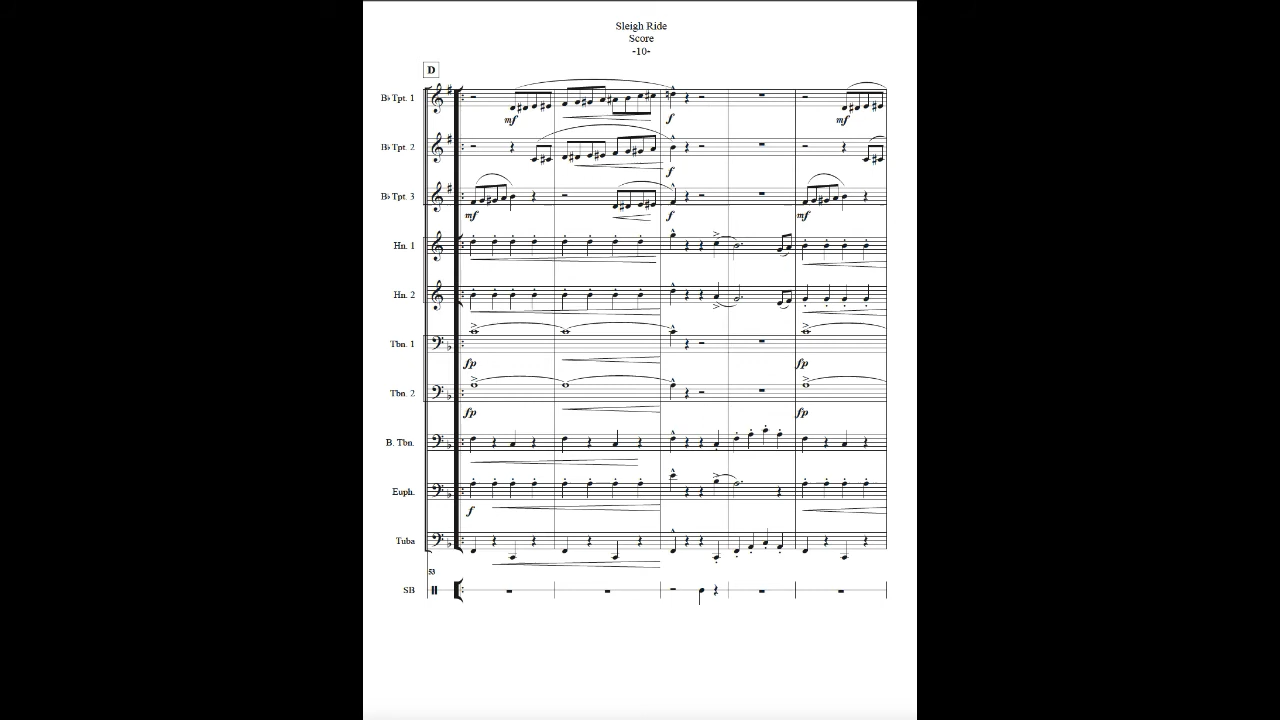 Sleigh Ride
Score
-10-
D
B♭ Tpt. 1
mf
f
mf
B♭ Tpt. 2
f
B♭ Tpt. 3
mf
f
mf
Hn. 1
Hn. 2
Tbn. 1
fp
fp
Tbn. 2
fp
fp
B. Tbn.
Euph.
f
Tuba
53
SB